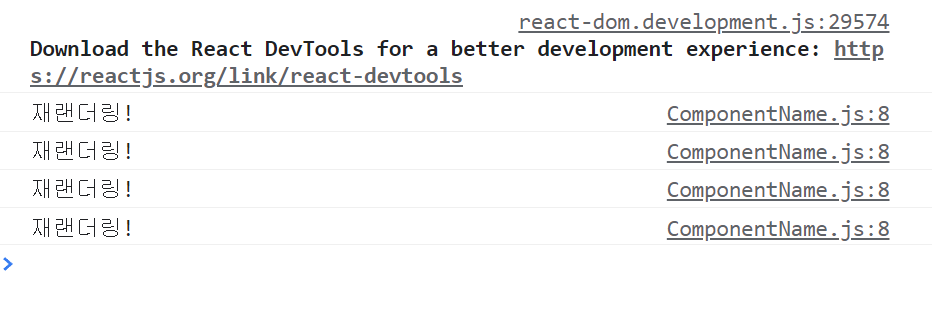 react-dom.development.js:29574
Download the React DevTools for a better development experience: http
s://reactjs.org/link/react-devtools
재랜더링! ComponentName.js:8
재랜더링! ComponentName.js:8
재랜더링! ComponentName.js:8
재랜더링! ComponentName.js:8